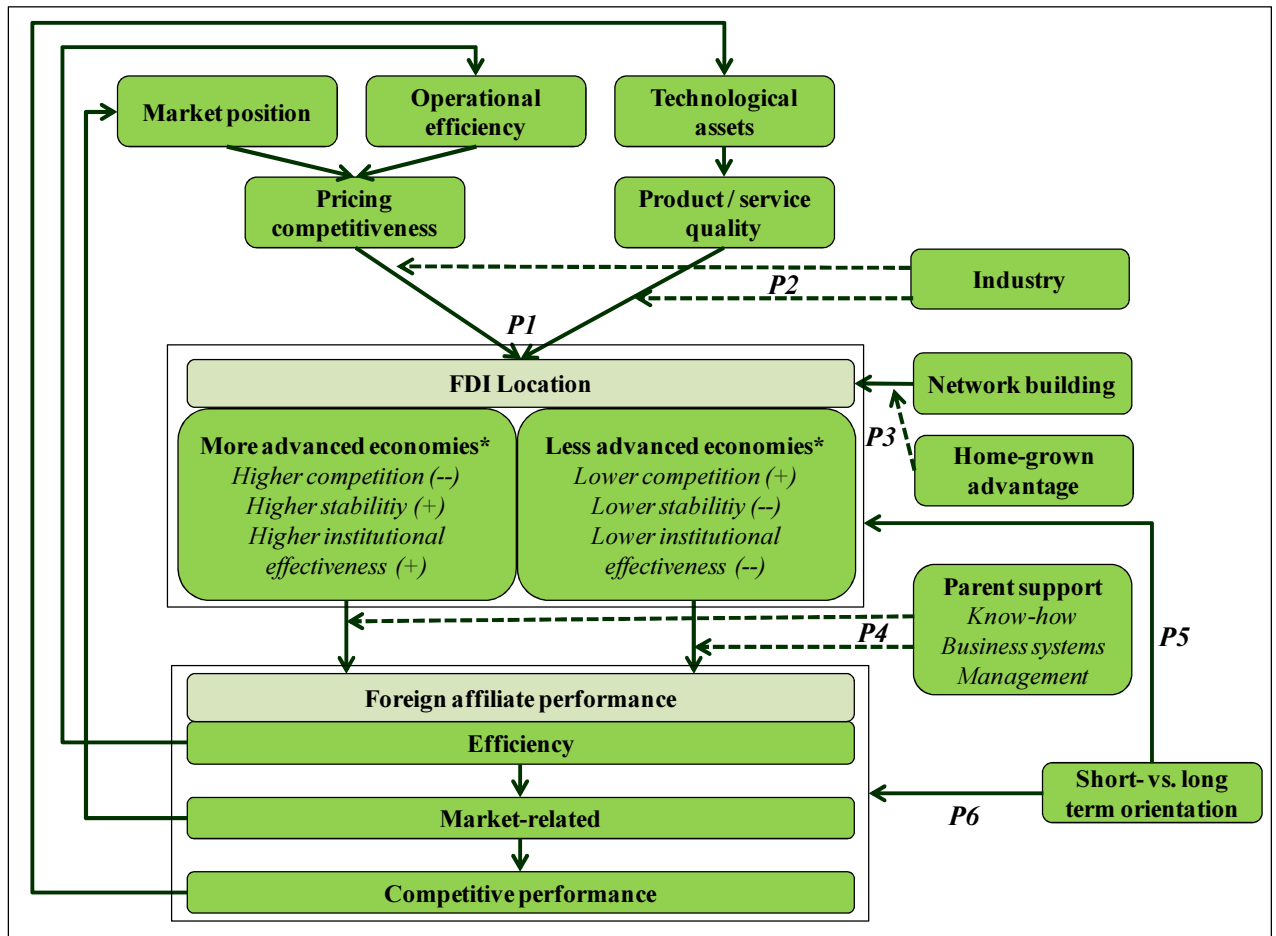 Market position
Operational
efficiency
Technological
assets
Pricing
competitiveness
Product / service
quality
Industry
P2
P1
FDI Location
Network building
More advanced economies*
Higher competition (--)
Higher stabilitiy (+)
Higher institutional
effectiveness (+)
Less advanced economies*
Lower competition (+)
Lower stabilitiy (--)
Lower institutional
effectiveness (--)
P3
Home-grown
advantage
Parent support
Know-how
Business systems
Management
P4
P5
Foreign affiliate performance
Efficiency
Market-related
Competitive performance
Short- vs. long
term orientation
P6